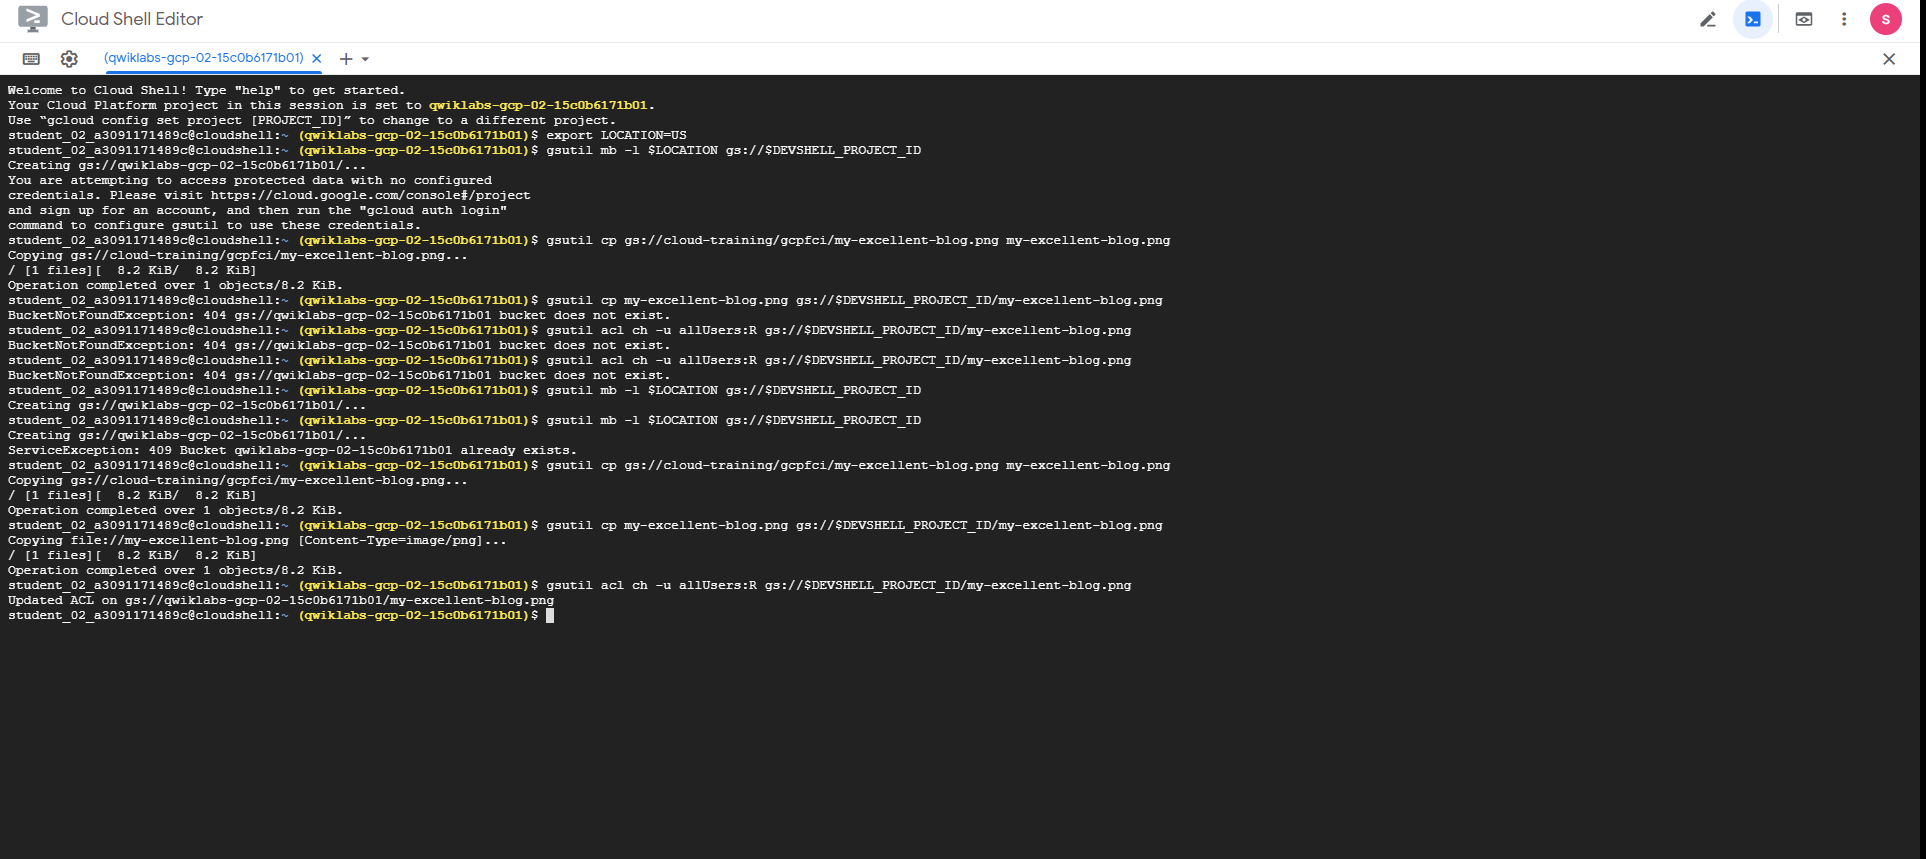 Cloud Shell Editor
S
(qwiklabs-gcp-02-15c0b6171b01)
Welcome to Cloud Shell! Type "help" to get started.
Your Cloud Platform project in this session is set to qwiklabs-gcp-02-15c0b6171b01.
Use “gcloud config set project [PROJECT_ID]” to change to a different project.
student_02_a3091171489c@cloudshell:~ (qwiklabs-gcp-02-15c0b6171b01)$ export LOCATION=US
student_02_a3091171489c@cloudshell:~ (qwiklabs-gcp-02-15c0b6171b01)$ gsutil mb -l $LOCATION gs://$DEVSHELL_PROJECT_ID
Creating gs://qwiklabs-gcp-02-15c0b6171b01/...
You are attempting to access protected data with no configured
credentials. Please visit https://cloud.google.com/console#/project
and sign up for an account, and then run the "gcloud auth login"
command to configure gsutil to use these credentials.
student_02_a3091171489c@cloudshell:~ (qwiklabs-gcp-02-15c0b6171b01)$ gsutil cp gs://cloud-training/gcpfci/my-excellent-blog.png my-excellent-blog.png
Copying gs://cloud-training/gcpfci/my-excellent-blog.png...
/ [1 files][  8.2 KiB/  8.2 KiB]
Operation completed over 1 objects/8.2 KiB.
student_02_a3091171489c@cloudshell:~ (qwiklabs-gcp-02-15c0b6171b01)$ gsutil cp my-excellent-blog.png gs://$DEVSHELL_PROJECT_ID/my-excellent-blog.png
BucketNotFoundException: 404 gs://qwiklabs-gcp-02-15c0b6171b01 bucket does not exist.
student_02_a3091171489c@cloudshell:~ (qwiklabs-gcp-02-15c0b6171b01)$ gsutil acl ch -u allUsers:R gs://$DEVSHELL_PROJECT_ID/my-excellent-blog.png
BucketNotFoundException: 404 gs://qwiklabs-gcp-02-15c0b6171b01 bucket does not exist.
student_02_a3091171489c@cloudshell:~ (qwiklabs-gcp-02-15c0b6171b01)$ gsutil acl ch -u allUsers:R gs://$DEVSHELL_PROJECT_ID/my-excellent-blog.png
BucketNotFoundException: 404 gs://qwiklabs-gcp-02-15c0b6171b01 bucket does not exist.
student_02_a3091171489c@cloudshell:~ (qwiklabs-gcp-02-15c0b6171b01)$ gsutil mb -l $LOCATION gs://$DEVSHELL_PROJECT_ID
Creating gs://qwiklabs-gcp-02-15c0b6171b01/...
student_02_a3091171489c@cloudshell:~ (qwiklabs-gcp-02-15c0b6171b01)$ gsutil mb -l $LOCATION gs://$DEVSHELL_PROJECT_ID
Creating gs://qwiklabs-gcp-02-15c0b6171b01/...
ServiceException: 409 Bucket qwiklabs-gcp-02-15c0b6171b01 already exists.
student_02_a3091171489c@cloudshell:~ (qwiklabs-gcp-02-15c0b6171b01)$ gsutil cp gs://cloud-training/gcpfci/my-excellent-blog.png my-excellent-blog.png
Copying gs://cloud-training/gcpfci/my-excellent-blog.png...
/ [1 files][  8.2 KiB/  8.2 KiB]
Operation completed over 1 objects/8.2 KiB.
student_02_a3091171489c@cloudshell:~ (qwiklabs-gcp-02-15c0b6171b01)$ gsutil cp my-excellent-blog.png gs://$DEVSHELL_PROJECT_ID/my-excellent-blog.png
Copying file://my-excellent-blog.png [Content-Type=image/png]...
/ [1 files][  8.2 KiB/  8.2 KiB]
Operation completed over 1 objects/8.2 KiB.
student_02_a3091171489c@cloudshell:~ (qwiklabs-gcp-02-15c0b6171b01)$ gsutil acl ch -u allUsers:R gs://$DEVSHELL_PROJECT_ID/my-excellent-blog.png
Updated ACL on gs://qwiklabs-gcp-02-15c0b6171b01/my-excellent-blog.png
student_02_a3091171489c@cloudshell:~ (qwiklabs-gcp-02-15c0b6171b01)$